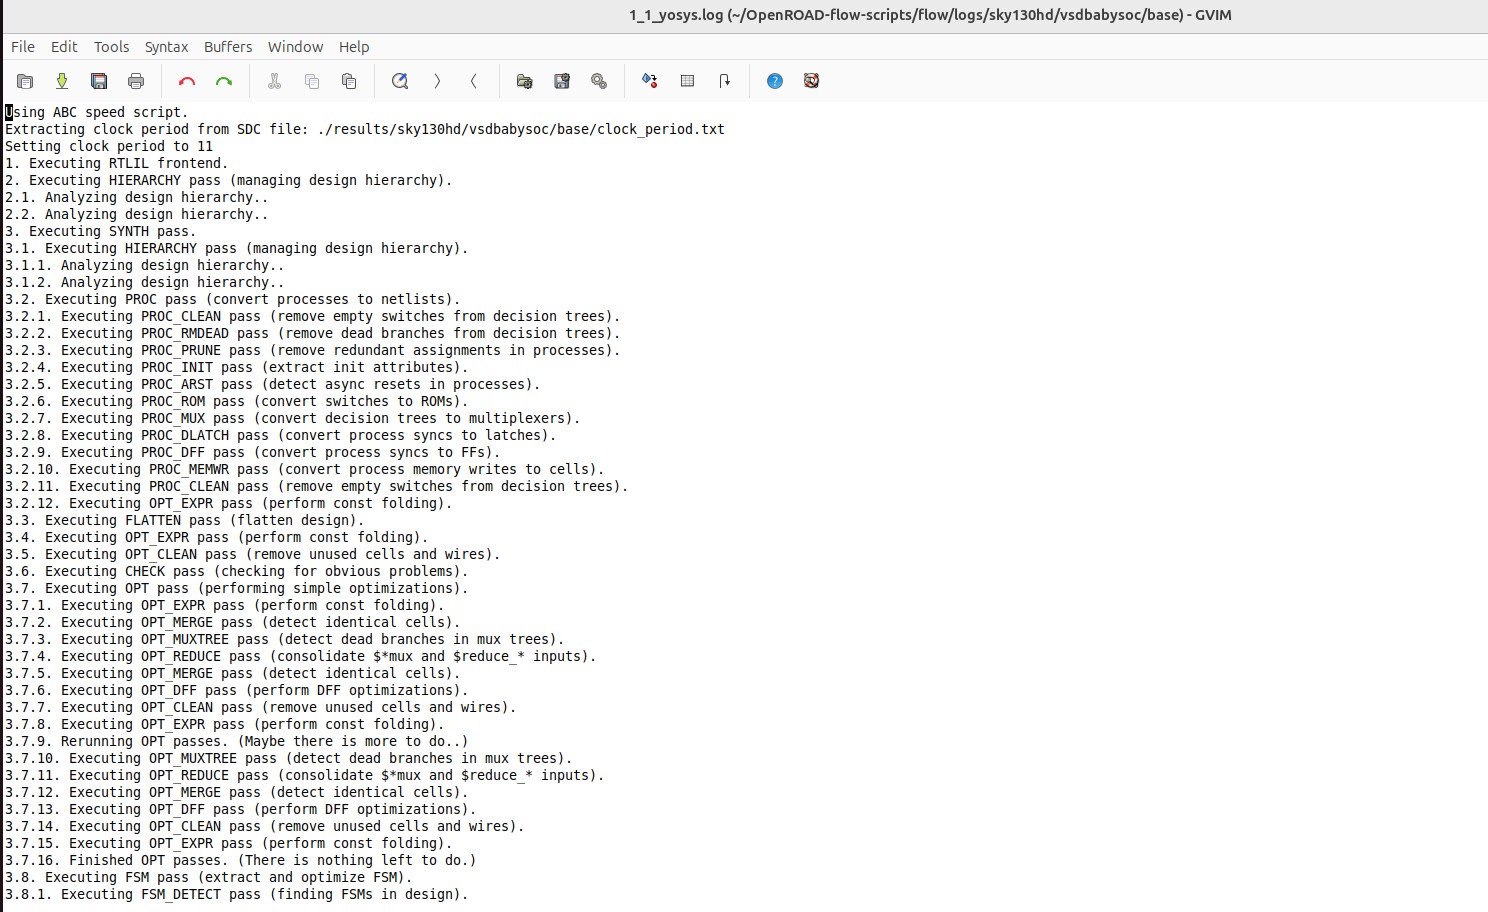 1_1_yosys.log (~/OpenROAD-flow-scripts/flow/logs/sky130hd/vsdbabysoc/base) - GVIM
File Edit Tools Syntax Buffers Window Help
Using ABC speed script.
Extracting clock period from SDC file: ./results/sky130hd/vsdbabysoc/base/clock_period.txt
Setting clock period to 11
1. Executing RTLIL frontend.
2. Executing HIERARCHY pass (managing design hierarchy).
2.1. Analyzing design hierarchy..
2.2. Analyzing design hierarchy..
3. Executing SYNTH pass.
3.1. Executing HIERARCHY pass (managing design hierarchy).
3.1.1. Analyzing design hierarchy..
3.1.2. Analyzing design hierarchy..
3.2. Executing PROC pass (convert processes to netlists).
3.2.1. Executing PROC_CLEAN pass (remove empty switches from decision trees).
3.2.2. Executing PROC_RMDEAD pass (remove dead branches from decision trees).
3.2.3. Executing PROC_PRUNE pass (remove redundant assignments in processes).
3.2.4. Executing PROC_INIT pass (extract init attributes).
3.2.5. Executing PROC_ARST pass (detect async resets in processes).
3.2.6. Executing PROC_ROM pass (convert switches to ROMs).
3.2.7. Executing PROC_MUX pass (convert decision trees to multiplexers).
3.2.8. Executing PROC_DLATCH pass (convert process syncs to latches).
3.2.9. Executing PROC_DFF pass (convert process syncs to FFs).
3.2.10. Executing PROC_MEMWR pass (convert process memory writes to cells).
3.2.11. Executing PROC_CLEAN pass (remove empty switches from decision trees).
3.2.12. Executing OPT_EXPR pass (perform const folding).
3.3. Executing FLATTEN pass (flatten design).
3.4. Executing OPT_EXPR pass (perform const folding).
3.5. Executing OPT_CLEAN pass (remove unused cells and wires).
3.6. Executing CHECK pass (checking for obvious problems).
3.7. Executing OPT pass (performing simple optimizations).
3.7.1. Executing OPT_EXPR pass (perform const folding).
3.7.2. Executing OPT_MERGE pass (detect identical cells).
3.7.3. Executing OPT_MUXTREE pass (detect dead branches in mux trees).
3.7.4. Executing OPT_REDUCE pass (consolidate $*mux and $reduce_* inputs).
3.7.5. Executing OPT_MERGE pass (detect identical cells).
3.7.6. Executing OPT_DFF pass (perform DFF optimizations).
3.7.7. Executing OPT_CLEAN pass (remove unused cells and wires).
3.7.8. Executing OPT_EXPR pass (perform const folding).
3.7.9. Rerunning OPT passes. (Maybe there is more to do..)
3.7.10. Executing OPT_MUXTREE pass (detect dead branches in mux trees).
3.7.11. Executing OPT_REDUCE pass (consolidate $*mux and $reduce_* inputs).
3.7.12. Executing OPT_MERGE pass (detect identical cells).
3.7.13. Executing OPT_DFF pass (perform DFF optimizations).
3.7.14. Executing OPT_CLEAN pass (remove unused cells and wires).
3.7.15. Executing OPT_EXPR pass (perform const folding).
3.7.16. Finished OPT passes. (There is nothing left to do.)
3.8. Executing FSM pass (extract and optimize FSM).
3.8.1. Executing FSM_DETECT pass (finding FSMs in design).